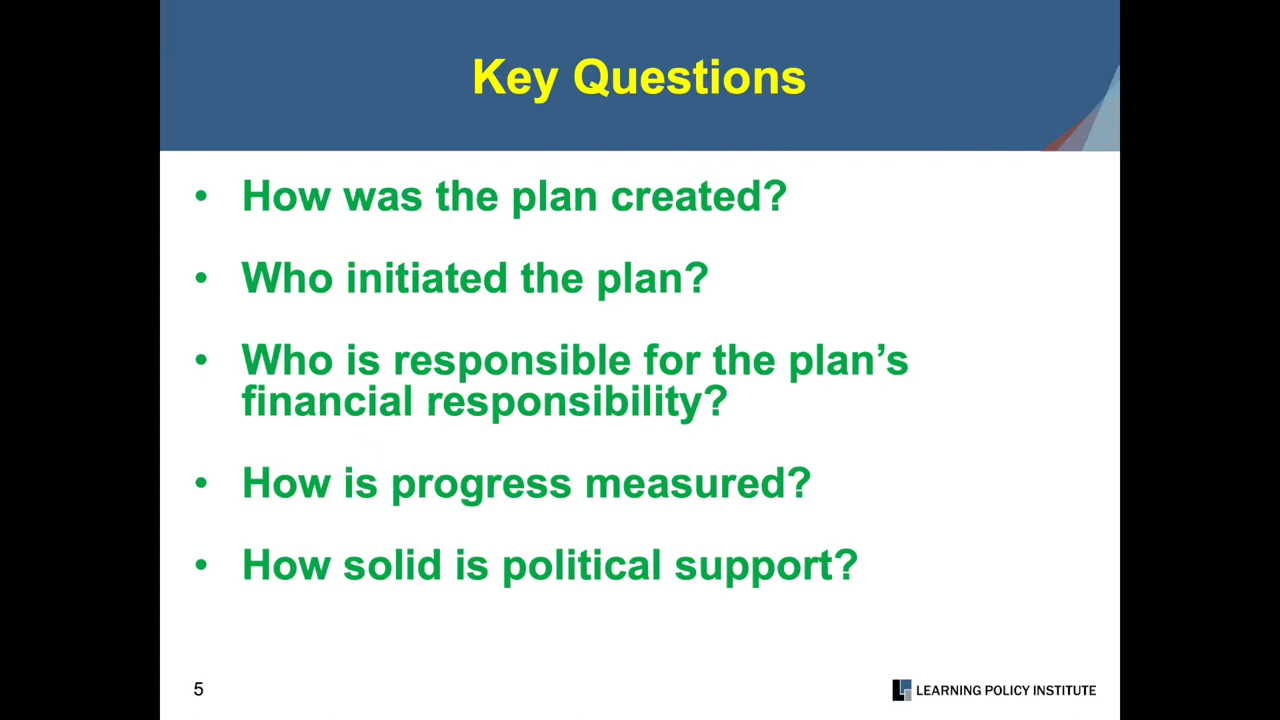 Key Questions
• How was the plan created?
• Who initiated the plan?
• Who is responsible for the plan’s
financial responsibility?
• How is progress measured?
• How solid is political support?
5
LEARNING POLICY INSTITUTE